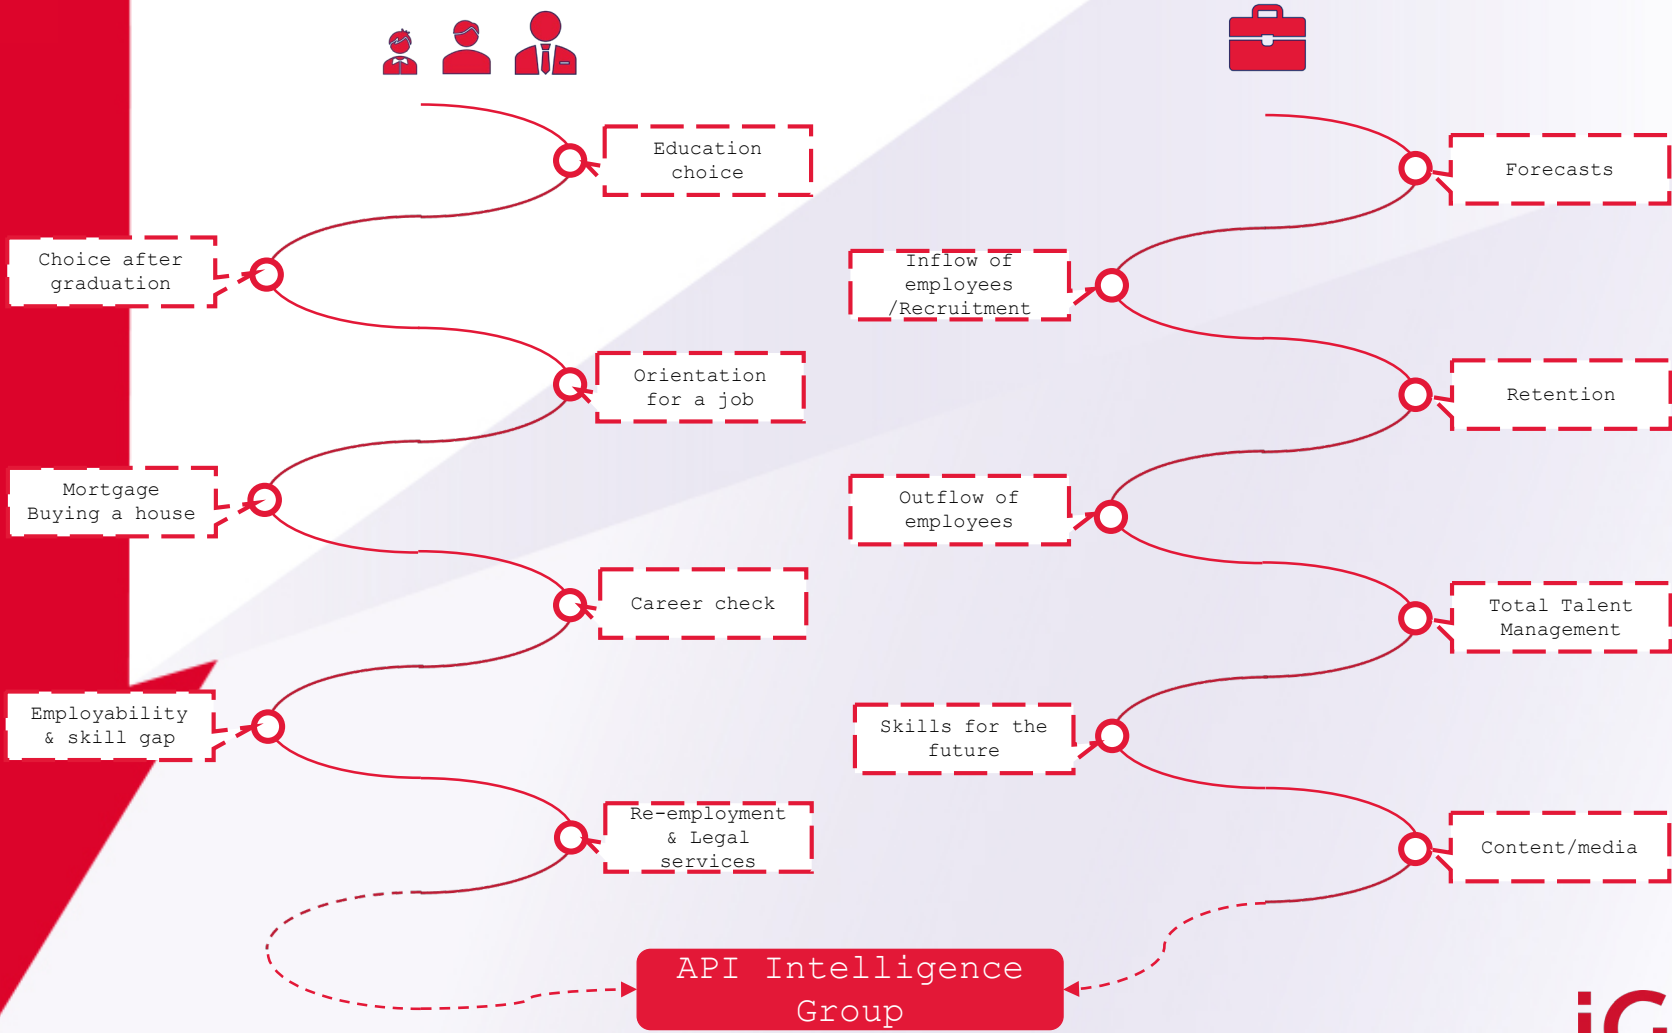 Education
choice
Choice after
graduation
Orientation
for a job
Mortgage
Buying a house
Career check
Employability
& skill gap
Re-employment
& Legal
services
Forecasts
Inflow of
employees
/Recruitment
Retention
Outflow of
employees
Total Talent
Management
Skills for the
future
Content/media
API Intelligence
Group
iG